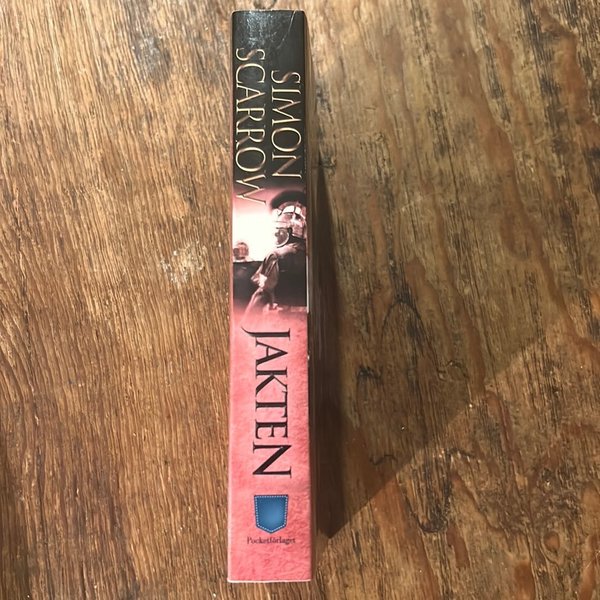 SIMON
SCARROW
JAKTEN
Pocketförlaget